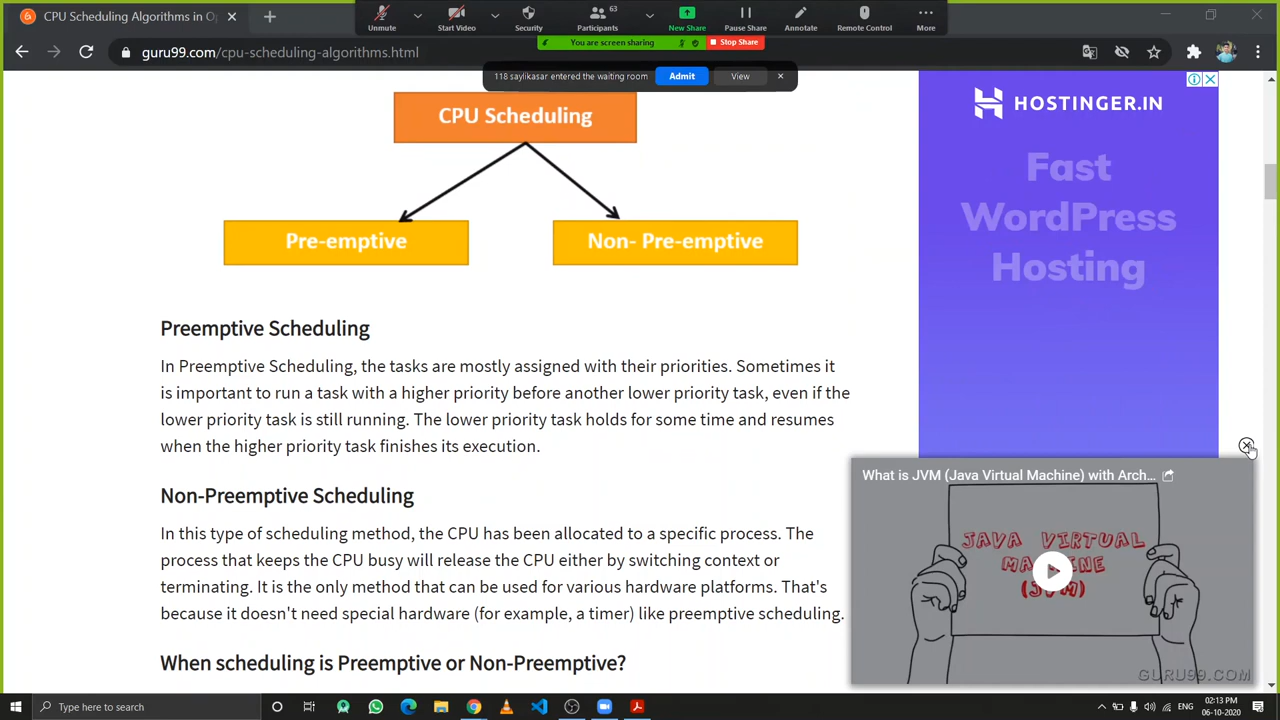 CPU Scheduling Algorithms in O
Unmute
Start Video
Security
63
Participants
New Share
Pause Share
Annotate
Remote Control
More
You are screen sharing
Stop Share
guru99.com/cpu-scheduling-algorithms.html
118 saylikasar entered the waiting room
Admit
View
CPU Scheduling
Pre-emptive
Non- Pre-emptive
HOSTINGER.IN
Fast
WordPress
Hosting
Preemptive Scheduling
In Preemptive Scheduling, the tasks are mostly assigned with their priorities. Sometimes it
is important to run a task with a higher priority before another lower priority task, even if the
lower priority task is still running. The lower priority task holds for some time and resumes
when the higher priority task finishes its execution.
Non-Preemptive Scheduling
In this type of scheduling method, the CPU has been allocated to a specific process. The
process that keeps the CPU busy will release the CPU either by switching context or
terminating. It is the only method that can be used for various hardware platforms. That's
because it doesn't need special hardware (for example, a timer) like preemptive scheduling.
When scheduling is Preemptive or Non-Preemptive?
What is JVM (Java Virtual Machine) with Arch...
JAVA VIRTUAL
MACHINE
(JVM)
GURU99.COM
Type here to search
ENG
02:13 PM
06-10-2020